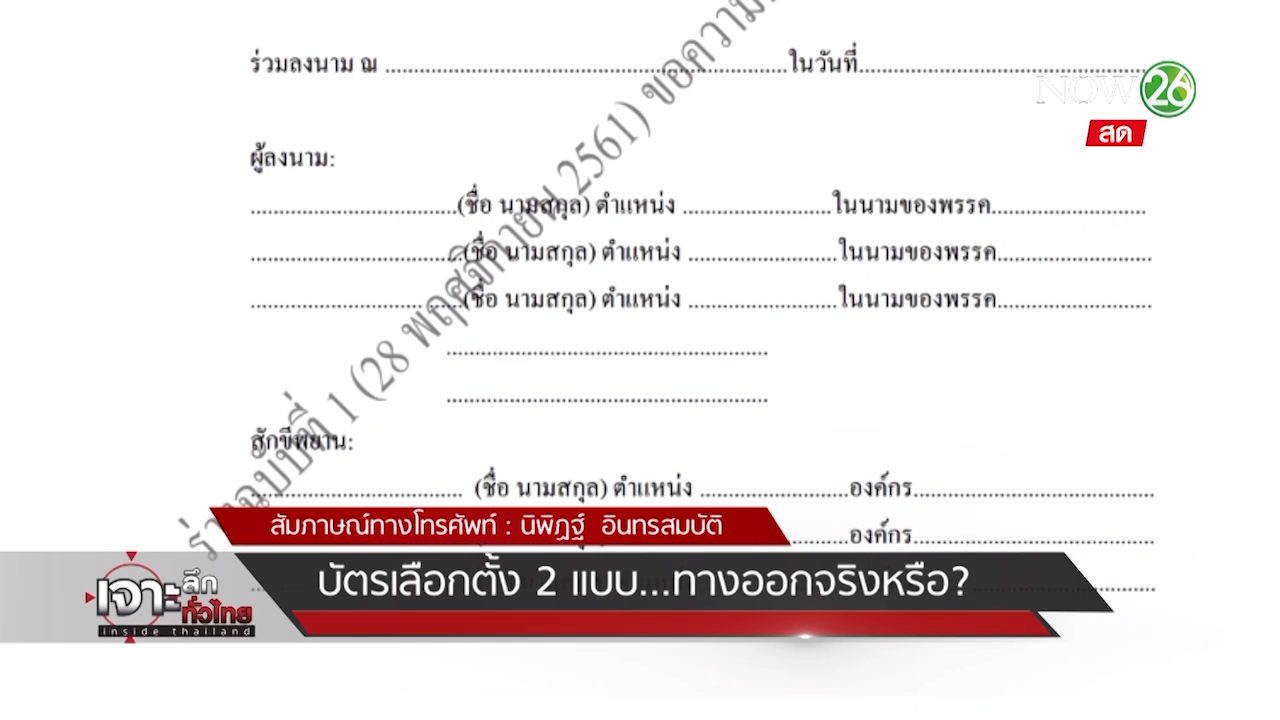 ร่วมลงนาม ณ ........................................................................ในวันที่....................................................
NOW 26
สด
ผู้ลงนาม:
.....................................(ชื่อ นามสกุล) ตำแหน่ง ...........................ในนามของพรรค............................
.....................................(ชื่อ นามสกุล) ตำแหน่ง ...........................ในนามของพรรค............................
.....................................(ชื่อ นามสกุล) ตำแหน่ง ...........................ในนามของพรรค............................
.........................................................
.........................................................
สักขีพยาน:
...................................... (ชื่อ นามสกุล) ตำแหน่ง ...........................องค์กร...........................................
...........................องค์กร...........................................
ร่างฉบับที่ 1 (28 พฤศจิกายน 2561) ขอความ
สัมภาษณ์ทางโทรศัพท์ : นิพิฏฐ์ อินทรสมบัติ
บัตรเลือกตั้ง 2 แบบ...ทางออกจริงหรือ?
เจาะลึกทั่วไทย
inside thailand